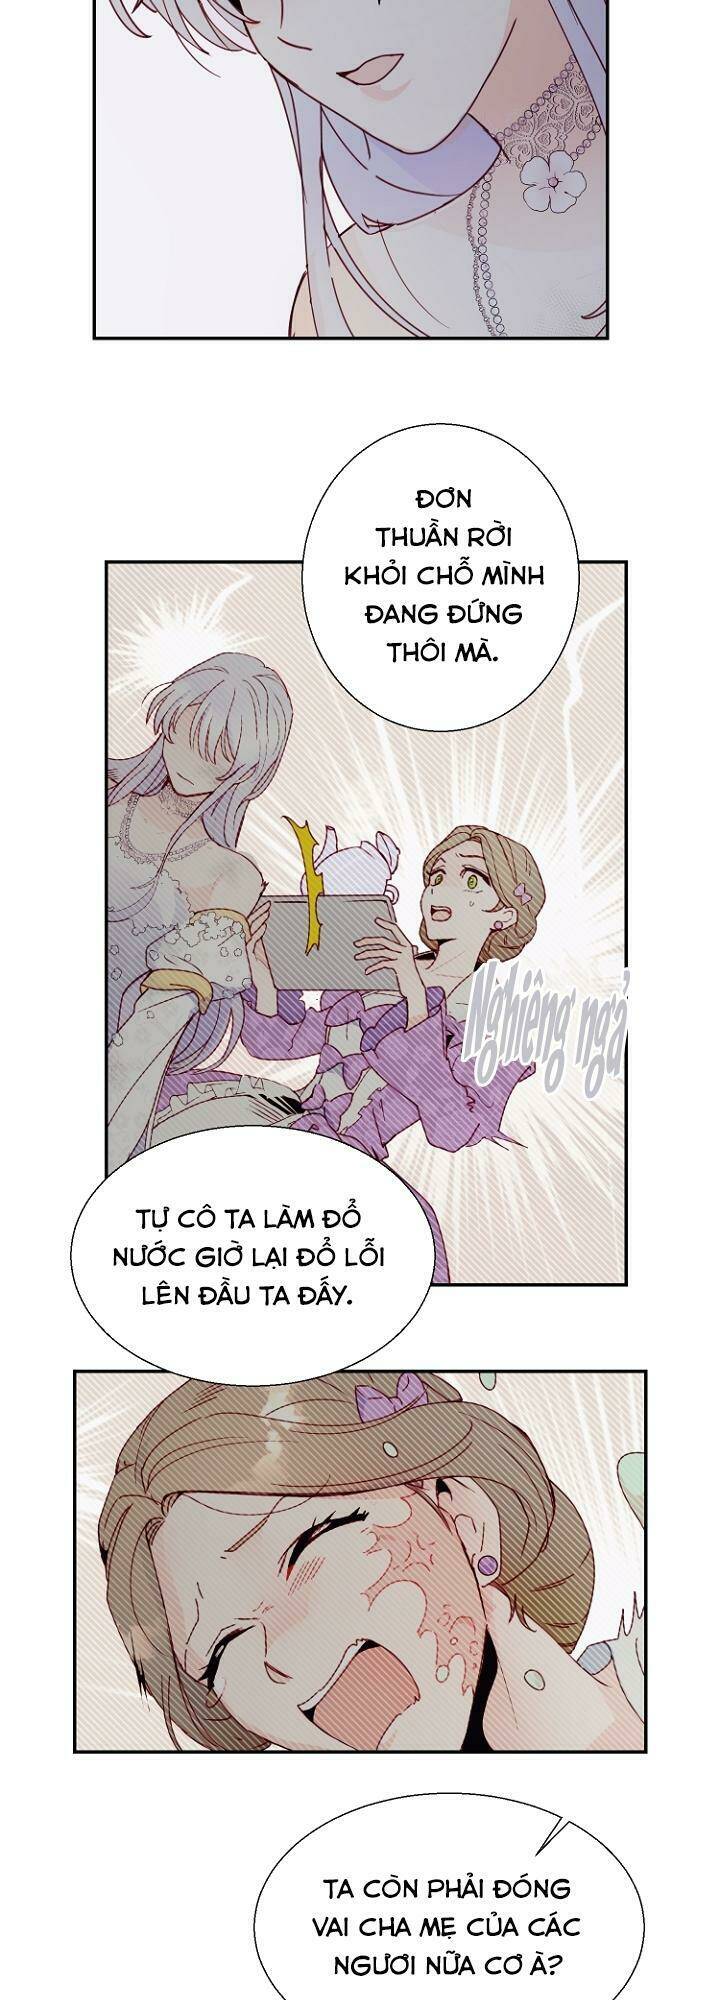 ĐƠN
THUẦN RỜI
KHỎI CHỖ MÌNH
ĐANG ĐỨNG
THÔI MÀ.
Nghiêng ngả
TỰ CÔ TA LÀM ĐỔ
NƯỚC GIỜ LẠI ĐỔ LỖI
LÊN ĐẦU TA ĐẤY.
TA CÒN PHẢI ĐÓNG
VAI CHA MẸ CỦA CÁC
NGƯƠI NỮA CƠ À?